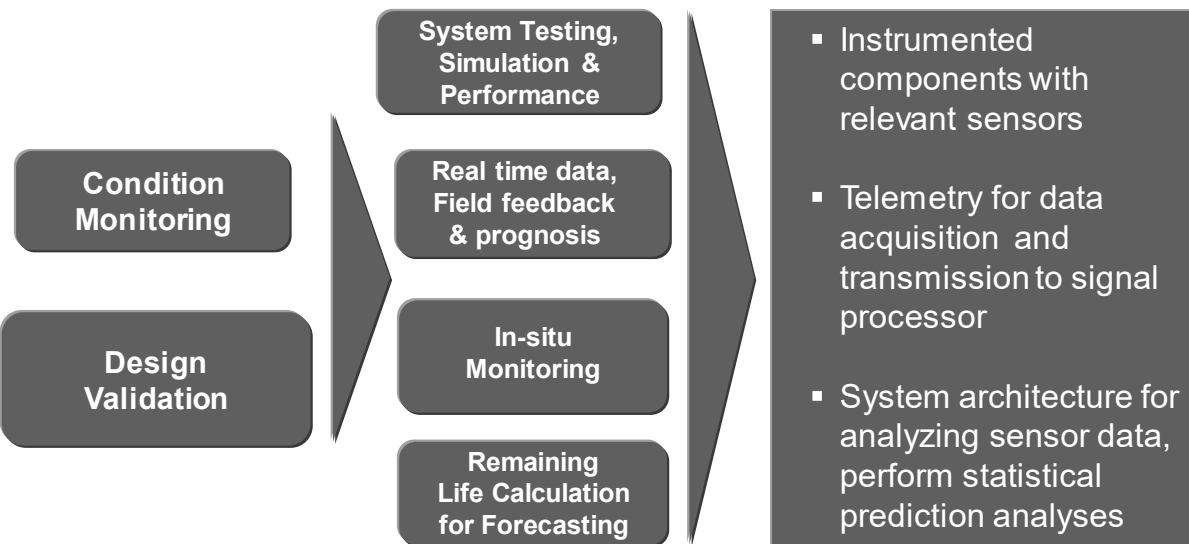 Condition
Monitoring
Design
Validation
System Testing,
Simulation &
Performance
Real time data,
Field feedback
& prognosis
In-situ
Monitoring
Remaining
Life Calculation
for Forecasting
▪ Instrumented
components with
relevant sensors
▪ Telemetry for data
acquisition and
transmission to signal
processor
▪ System architecture for
analyzing sensor data,
perform statistical
prediction analyses